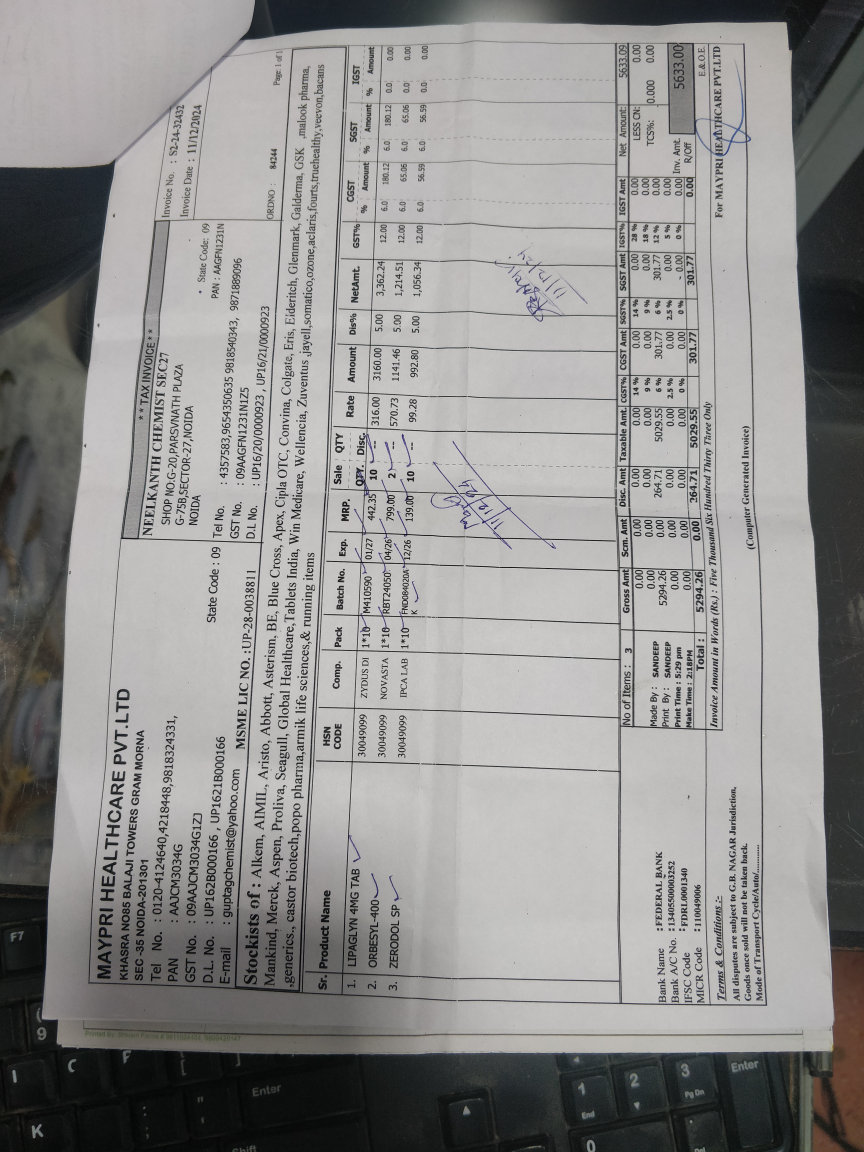 ** TAX INVOICE **
MAYPRI HEALTHCARE PVT.LTD
KHASRA NO85 BALAJI TOWERS GRAM MORNA
SEC -35 NOIDA-201301
Tel No. : 0120-4124640,4218448,9818324331,
PAN : AAJCM3034G
GST No. : 09AAJCM3034G1ZJ
D.L. No. : UP162B000166 , UP1621B000166
E-mail : guptagchemist@yahoo.com
State Code : 09
MSME LIC NO. :UP-28-0038811
NEELKANTH CHEMIST SEC27
SHOP NO.G-20,PARSVNATH PLAZA
G-75B,SECTOR-27,NOIDA
NOIDA
State Code: 09
PAN : AAGFN1231N
Tel No. : 4357583,9654350635 9818540343, 9871889096
GST No. : 09AAGFN1231N1Z5
D.L No. : UP16/20/0000923 , UP16/21/0000923
Invoice No. : S2-24-32432
Invoice Date : 11/12/2024
ORDNO : 84244
Page: 1 of 1
Stockists of : Alkem, AIMIL, Aristo, Abbott, Asterism, BE, Blue Cross, Apex, Cipla OTC, Convina, Colgate, Eris, Eideritch, Glenmark, Galderma, GSK ,malook pharma,
Mankind, Merck, Aspen, Proliva, Seagull, Global Healthcare,Tablets India, Win Medicare, Wellencia, Zuventus ,jayell,somatico,ozone,aclaris,fourts,truehealthy,veevon,bacans
,generics,, castor biotech,popo pharma,armik life sciences,& running items
Sr. Product Name HSN CODE Comp. Pack Batch No. Exp. MRP. Sale QTY. QTY Disc. Rate Amount Dis% NetAmt. GST% CGST % Amount SGST % Amount IGST % Amount
1. LIPAGLYN 4MG TAB 30049099 ZYDUS DI 1*10 M410590 01/27 442.35 10 -- 316.00 3160.00 5.00 3,362.24 12.00 6.0 180.12 6.0 180.12 0.0 0.00
2. ORBESYL-400 30049099 NOVASTA 1*10 RBT24050 04/26 799.00 2 -- 570.73 1141.46 5.00 1,214.51 12.00 6.0 65.06 6.0 65.06 0.0 0.00
3. ZERODOL SP 30049099 IPCA LAB 1*10 FND084020A K 12/26 139.00 10 -- 99.28 992.80 5.00 1,056.34 12.00 6.0 56.59 6.0 56.59 0.0 0.00
11/12/24
11/12/24
Bank Name : FEDERAL BANK
Bank A/C No. : 13405500003252
IFSC Code : FDRL0001340
MICR Code : 110049006
No of Items : 3
Made By : SANDEEP
Print By : SANDEEP
Print Time : 5:29 pm
Make Time : 2:18PM
Gross Amt Scm. Amt Disc. Amt Taxable Amt. CGST% CGST Amt SGST% SGST Amt IGST% IGST Amt
0.00 0.00 0.00 0.00 14 % 0.00 14 % 0.00 28 % 0.00
0.00 0.00 0.00 0.00 9 % 0.00 9 % 0.00 18 % 0.00
5294.26 0.00 264.71 5029.55 6 % 301.77 6 % 301.77 12 % 0.00
0.00 0.00 0.00 0.00 2.5 % 0.00 2.5 % 0.00 5 % 0.00
0.00 0.00 0.00 0.00 0 % 0.00 0 % 0.00 0 % 0.00
Total : 5294.26 0.00 264.71 5029.55 301.77 301.77 0.00
Net Amount: 5633.09
LESS CN: 0.00
TCS%: 0.000 0.00
Inv. Amt. 5633.00
R/Off
Invoice Amount in Words (Rs.) : Five Thousand Six Hundred Thirty Three Only
E.& O.E.
Terms & Conditions :-
All disputes are subject to G.B. NAGAR Jurisdiction,
Goods once sold will not be taken back.
Mode of Transport Cycle/Auto/...........
(Computer Generated Invoice)
For MAYPRI HEALTHCARE PVT.LTD
F7
9
I
C
F
K
Enter
Shift
1
End
2
3
Pg Dn
Enter
0